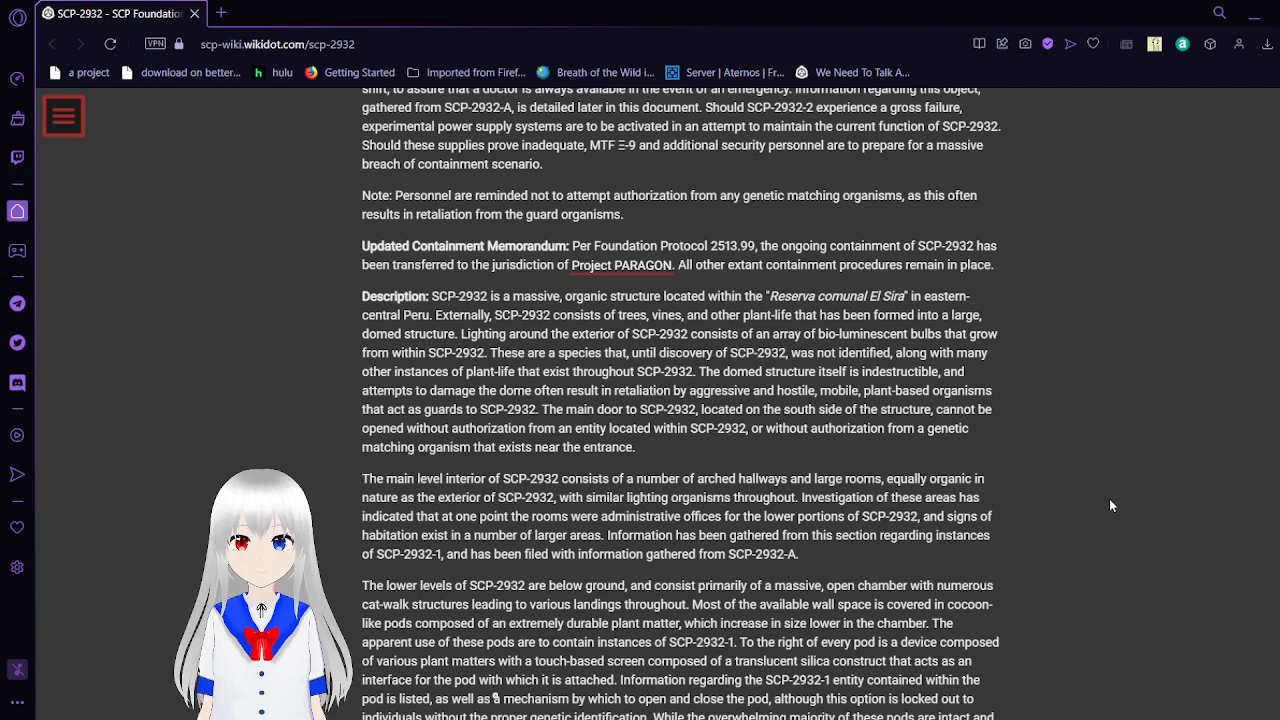 SCP-2932 - SCP Foundation
VPN
scp-wiki.wikidot.com/scp-2932
a project
download on better...
hulu
Getting Started
Imported from Firef...
Breath of the Wild i...
Server | Aternos | Fr...
We Need To Talk A...
shift, to assure that a doctor is always available in the event of an emergency. Information regarding this object,
gathered from SCP-2932-A, is detailed later in this document. Should SCP-2932-2 experience a gross failure,
experimental power supply systems are to be activated in an attempt to maintain the current function of SCP-2932.
Should these supplies prove inadequate, MTF Ξ-9 and additional security personnel are to prepare for a massive
breach of containment scenario.
Note: Personnel are reminded not to attempt authorization from any genetic matching organisms, as this often
results in retaliation from the guard organisms.
Updated Containment Memorandum: Per Foundation Protocol 2513.99, the ongoing containment of SCP-2932 has
been transferred to the jurisdiction of Project PARAGON. All other extant containment procedures remain in place.
Description: SCP-2932 is a massive, organic structure located within the "Reserva comunal El Sira" in eastern-
central Peru. Externally, SCP-2932 consists of trees, vines, and other plant-life that has been formed into a large,
domed structure. Lighting around the exterior of SCP-2932 consists of an array of bio-luminescent bulbs that grow
from within SCP-2932. These are a species that, until discovery of SCP-2932, was not identified, along with many
other instances of plant-life that exist throughout SCP-2932. The domed structure itself is indestructible, and
attempts to damage the dome often result in retaliation by aggressive and hostile, mobile, plant-based organisms
that act as guards to SCP-2932. The main door to SCP-2932, located on the south side of the structure, cannot be
opened without authorization from an entity located within SCP-2932, or without authorization from a genetic
matching organism that exists near the entrance.
The main level interior of SCP-2932 consists of a number of arched hallways and large rooms, equally organic in
nature as the exterior of SCP-2932, with similar lighting organisms throughout. Investigation of these areas has
indicated that at one point the rooms were administrative offices for the lower portions of SCP-2932, and signs of
habitation exist in a number of larger areas. Information has been gathered from this section regarding instances
of SCP-2932-1, and has been filed with information gathered from SCP-2932-A.
The lower levels of SCP-2932 are below ground, and consist primarily of a massive, open chamber with numerous
cat-walk structures leading to various landings throughout. Most of the available wall space is covered in cocoon-
like pods composed of an extremely durable plant matter, which increase in size lower in the chamber. The
apparent use of these pods are to contain instances of SCP-2932-1. To the right of every pod is a device composed
of various plant matters with a touch-based screen composed of a translucent silica construct that acts as an
interface for the pod with which it is attached. Information regarding the SCP-2932-1 entity contained within the
pod is listed, as well as a mechanism by which to open and close the pod, although this option is locked out to
individuals without the proper genetic identification. While the overwhelming majority of these pods are intact and